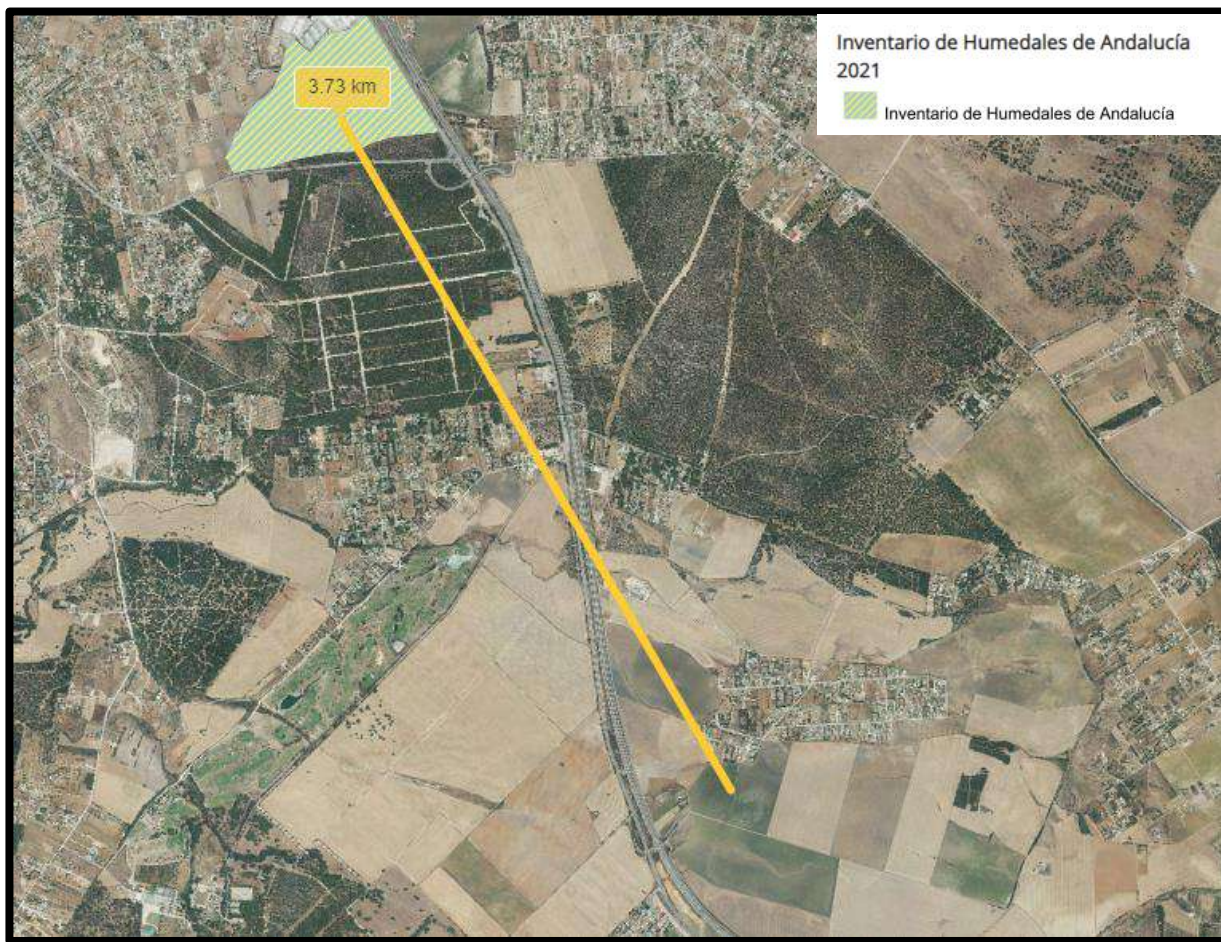 Inventario de Humedales de Andalucía
2021
Inventario de Humedales de Andalucía
3.73 km